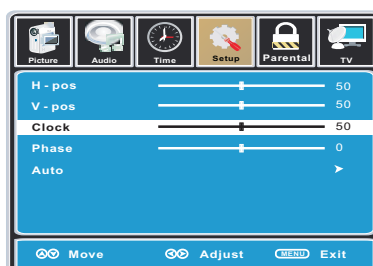 Picture Audio Time Setup Parental TV
H - pos 50
V - pos 50
Clock 50
Phase 0
Auto
Move Adjust MENU Exit